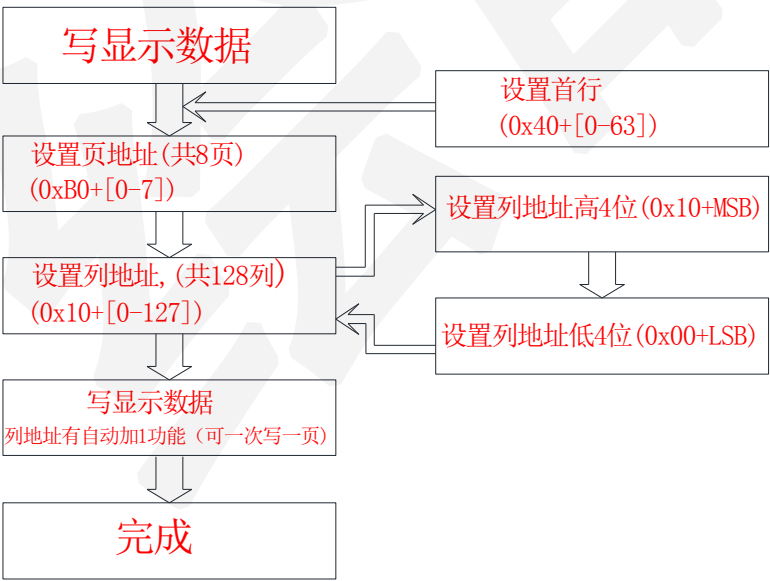 写显示数据
设置首行
(0x40+[0-63])
设置页地址(共8页)
(0xB0+[0-7])
设置列地址高4位(0x10+MSB)
设置列地址,(共128列)
(0x10+[0-127])
设置列地址低4位(0x00+LSB)
写显示数据
列地址有自动加1功能（可一次写一页）
完成